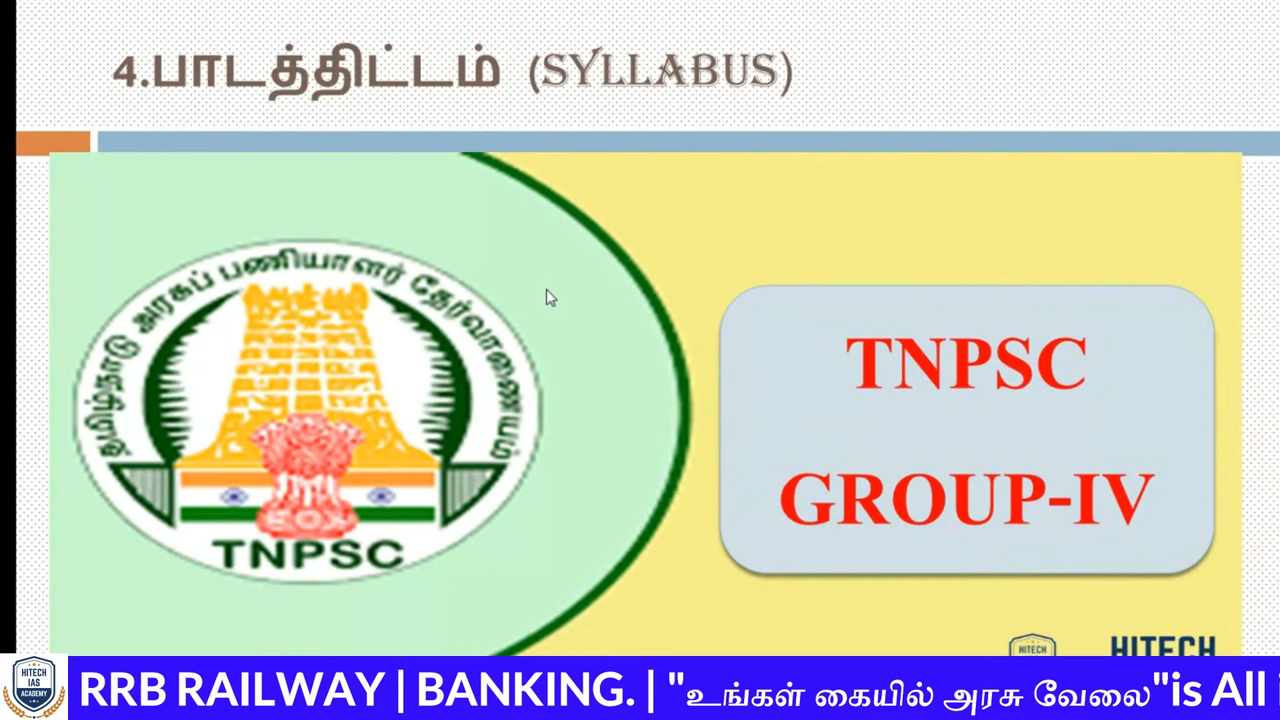 4.பாடத்திட்டம் (SYLLABUS)
தமிழ்நாடு அரசுப் பணியாளர் தேர்வாணையம்
TNPSC
TNPSC
GROUP-IV
HITECH
HITECH
HITECH
IAS
ACADEMY
RRB RAILWAY | BANKING. | "உங்கள் கையில் அரசு வேலை"is All